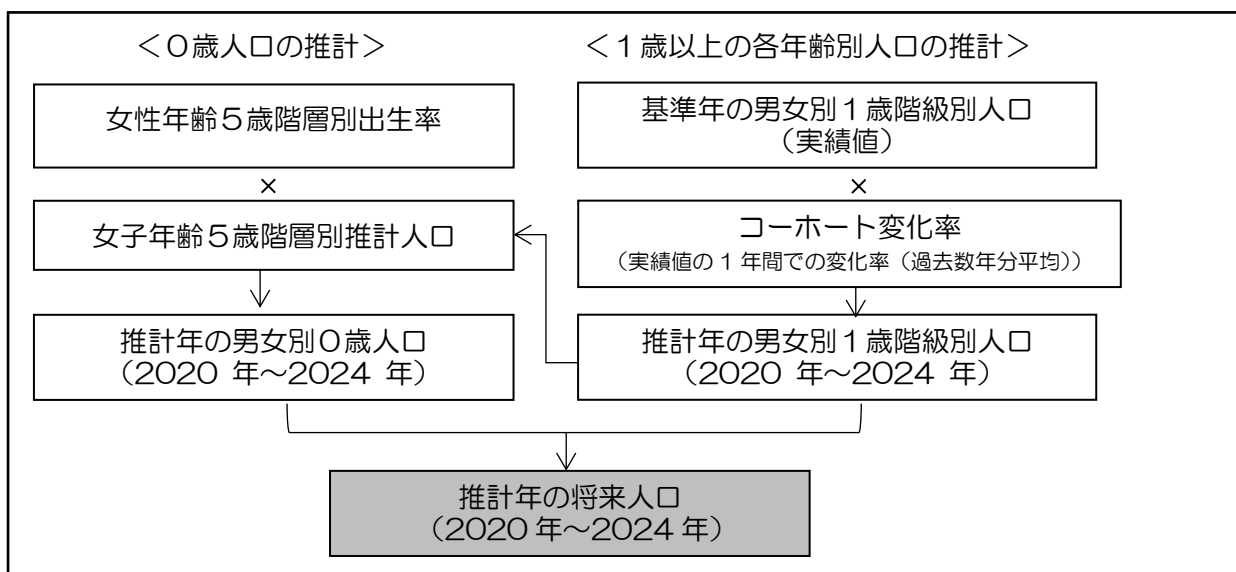 ＜０歳人口の推計＞
女性年齢５歳階層別出生率
×
女子年齢５歳階層別推計人口
推計年の男女別０歳人口
（2020 年～2024 年）
＜１歳以上の各年齢別人口の推計＞
基準年の男女別１歳階級別人口
（実績値）
×
コーホート変化率
（実績値の 1 年間での変化率（過去数年分平均））
推計年の男女別１歳階級別人口
（2020 年～2024 年）
推計年の将来人口
（2020 年～2024 年）